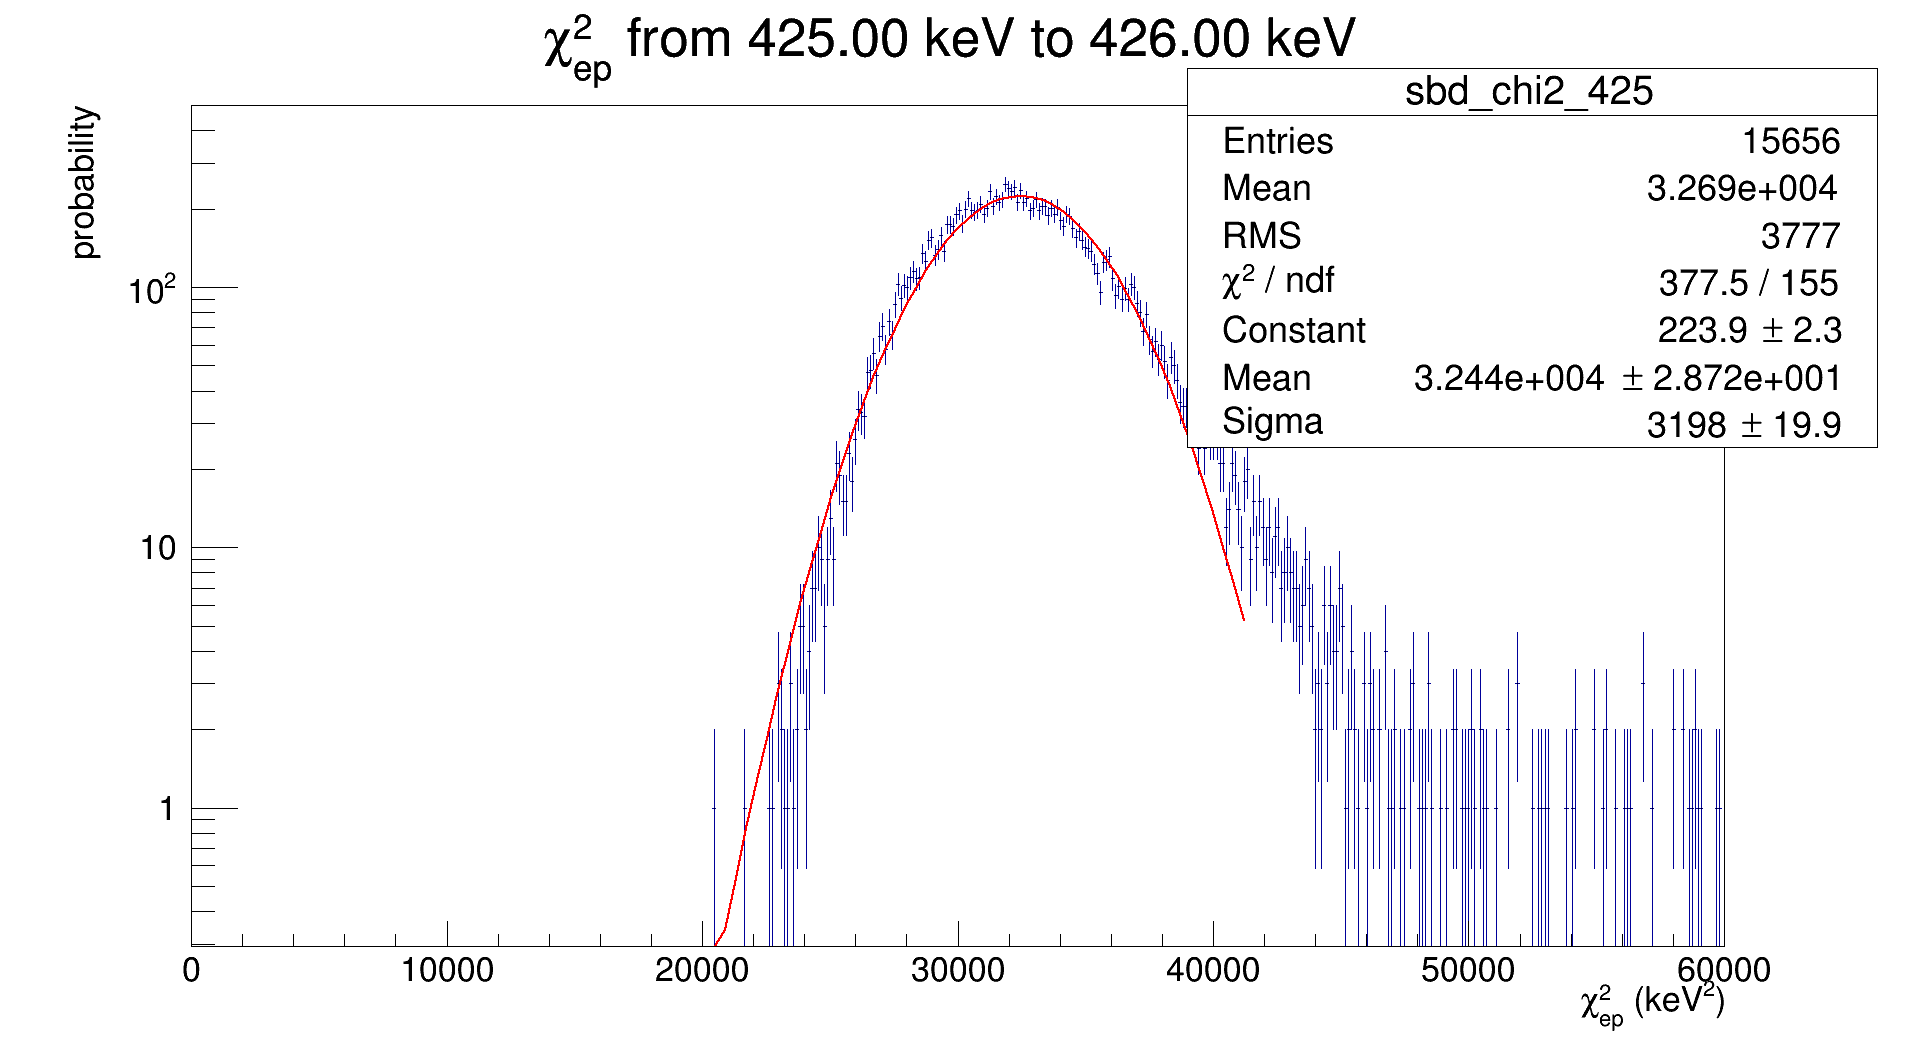 χ²ep from 425.00 keV to 426.00 keV
sbd_chi2_425
Entries 15656
Mean 3.269e+004
RMS 3777
χ² / ndf 377.5 / 155
Constant 223.9 ± 2.3
Mean 3.244e+004 ± 2.872e+001
Sigma 3198 ± 19.9
probability
10²
10
1
0 10000 20000 30000 40000 50000 60000
χ²ep (keV²)